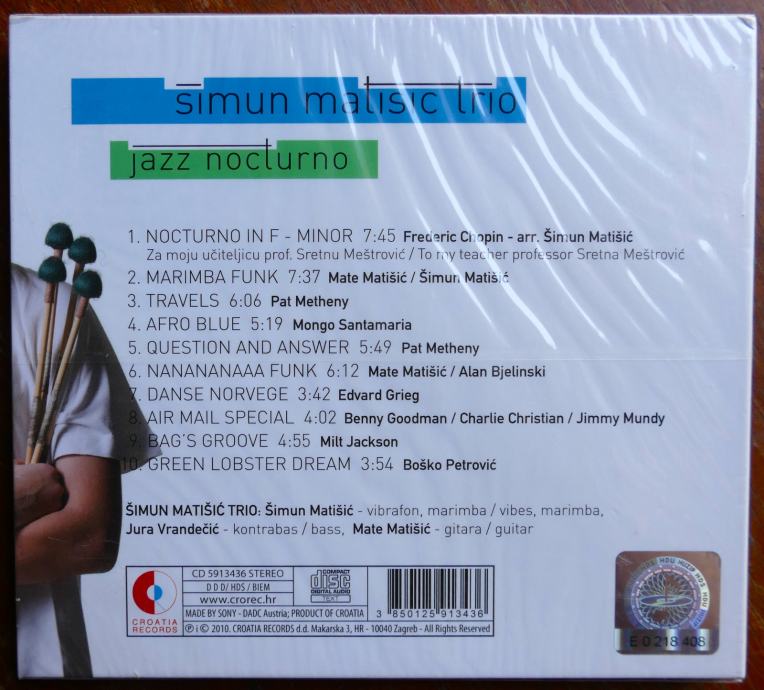 šimun matišić trio
jazz nocturno
1. NOCTURNO IN F - MINOR 7:45 Frederic Chopin - arr. Šimun Matišić
Za moju učiteljicu prof. Sretnu Meštrović / To my teacher professor Sretna Meštrović
2. MARIMBA FUNK 7:37 Mate Matišić / Šimun Matišić
3. TRAVELS 6:06 Pat Metheny
4. AFRO BLUE 5:19 Mongo Santamaria
5. QUESTION AND ANSWER 5:49 Pat Metheny
6. NANANANAAA FUNK 6:12 Mate Matišić / Alan Bjelinski
7. DANSE NORVEGE 3:42 Edvard Grieg
8. AIR MAIL SPECIAL 4:02 Benny Goodman / Charlie Christian / Jimmy Mundy
9. BAG'S GROOVE 4:55 Milt Jackson
10. GREEN LOBSTER DREAM 3:54 Boško Petrović
ŠIMUN MATIŠIĆ TRIO: Šimun Matišić - vibrafon, marimba / vibes, marimba,
Jura Vrandečić - kontrabas / bass, Mate Matišić - gitara / guitar
CROATIA
RECORDS
CD 5913436 STEREO
D D D/ HDS / BIEM
www.crorec.hr
COMPACT
disc
DIGITAL AUDIO
TEXT
MADE BY SONY - DADC Austria; PRODUCT OF CROATIA
3 850125 913436
℗ i © 2010. CROATIA RECORDS d.d. Makarska 3, HR - 10040 Zagreb - All Rights Reserved
HDS HDU HUZIP HDS HDU
E 0 218 408